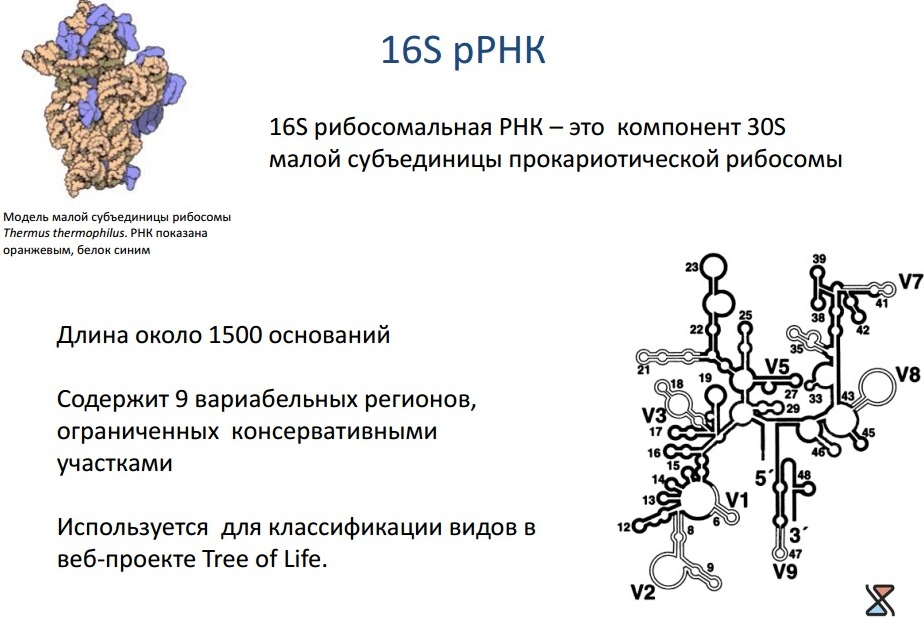 16S рРНК
16S рибосомальная РНК – это компонент 30S
малой субъединицы прокариотической рибосомы
Модель малой субъединицы рибосомы
Thermus thermophilus. РНК показана
оранжевым, белок синим
Длина около 1500 оснований
Содержит 9 вариабельных регионов,
ограниченных консервативными
участками
Используется для классификации видов в
веб-проекте Tree of Life.
23
39
V7
41
38
42
25
22
35
21
V5
19
18
27
33
43
V8
V3
29
17
16
46
45
15
14
5´
48
13
V1
12
6
8
3´
47
9
V9
V2